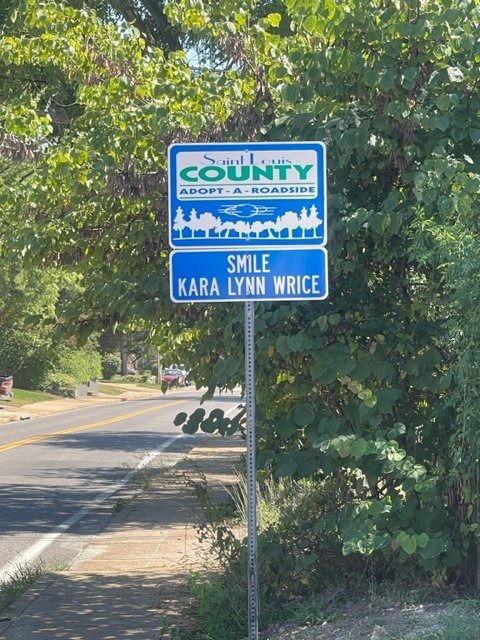 Saint Louis
COUNTY
ADOPT-A-ROADSIDE
SMILE
KARA LYNN WRICE